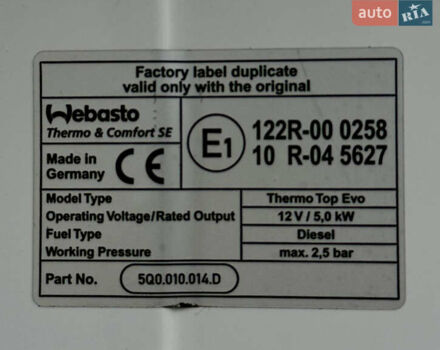 auto RIA
Factory label duplicate
valid only with the original
Webasto
Thermo & Comfort SE
Made in
Germany
CE
E1
122R-00 0258
10 R-04 5627
Model Type Thermo Top Evo
Operating Voltage/Rated Output 12 V / 5,0 kW
Fuel Type Diesel
Working Pressure max. 2,5 bar
Part No. 5Q0.010.014.D